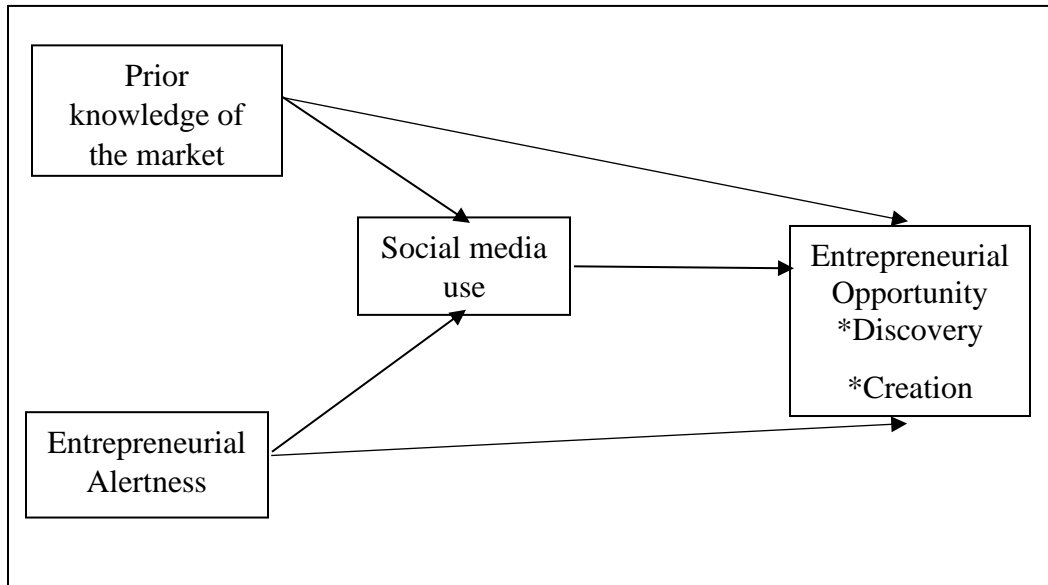 Prior
knowledge of
the market
Social media
use
Entrepreneurial
Opportunity
*Discovery
*Creation
Entrepreneurial
Alertness